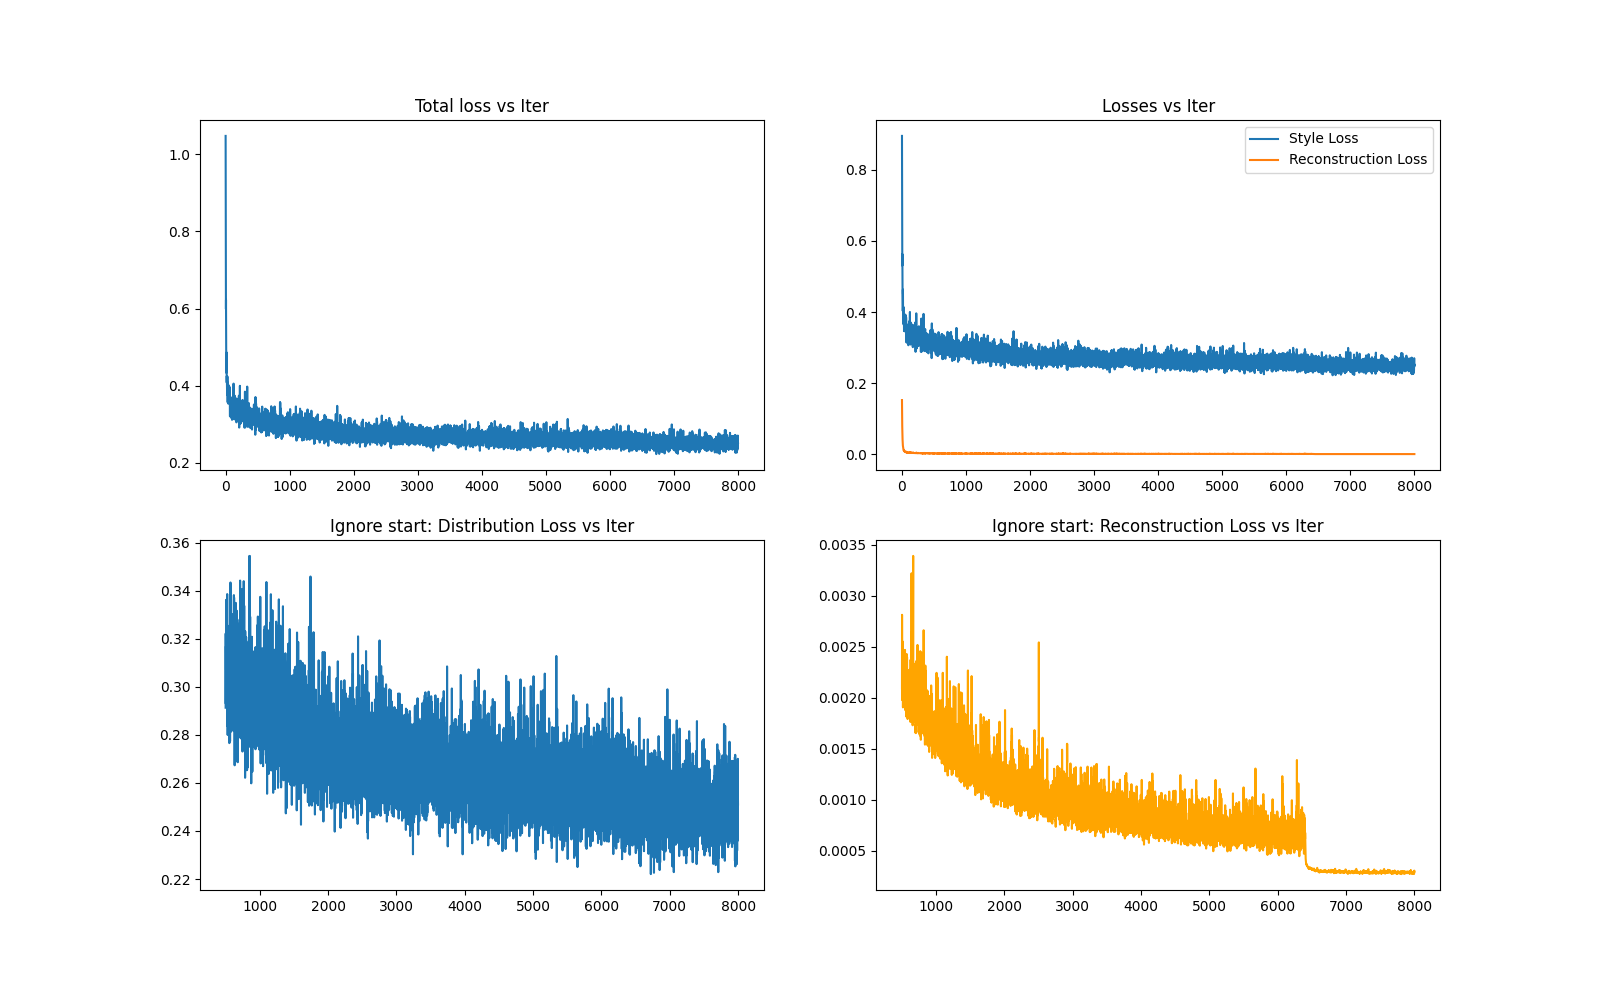 Total loss vs Iter
1.0
0.8
0.6
0.4
0.2
0 1000 2000 3000 4000 5000 6000 7000 8000
Losses vs Iter
Style Loss
Reconstruction Loss
0.8
0.6
0.4
0.2
0.0
0 1000 2000 3000 4000 5000 6000 7000 8000
Ignore start: Distribution Loss vs Iter
0.36
0.34
0.32
0.30
0.28
0.26
0.24
0.22
1000 2000 3000 4000 5000 6000 7000 8000
Ignore start: Reconstruction Loss vs Iter
0.0035
0.0030
0.0025
0.0020
0.0015
0.0010
0.0005
1000 2000 3000 4000 5000 6000 7000 8000